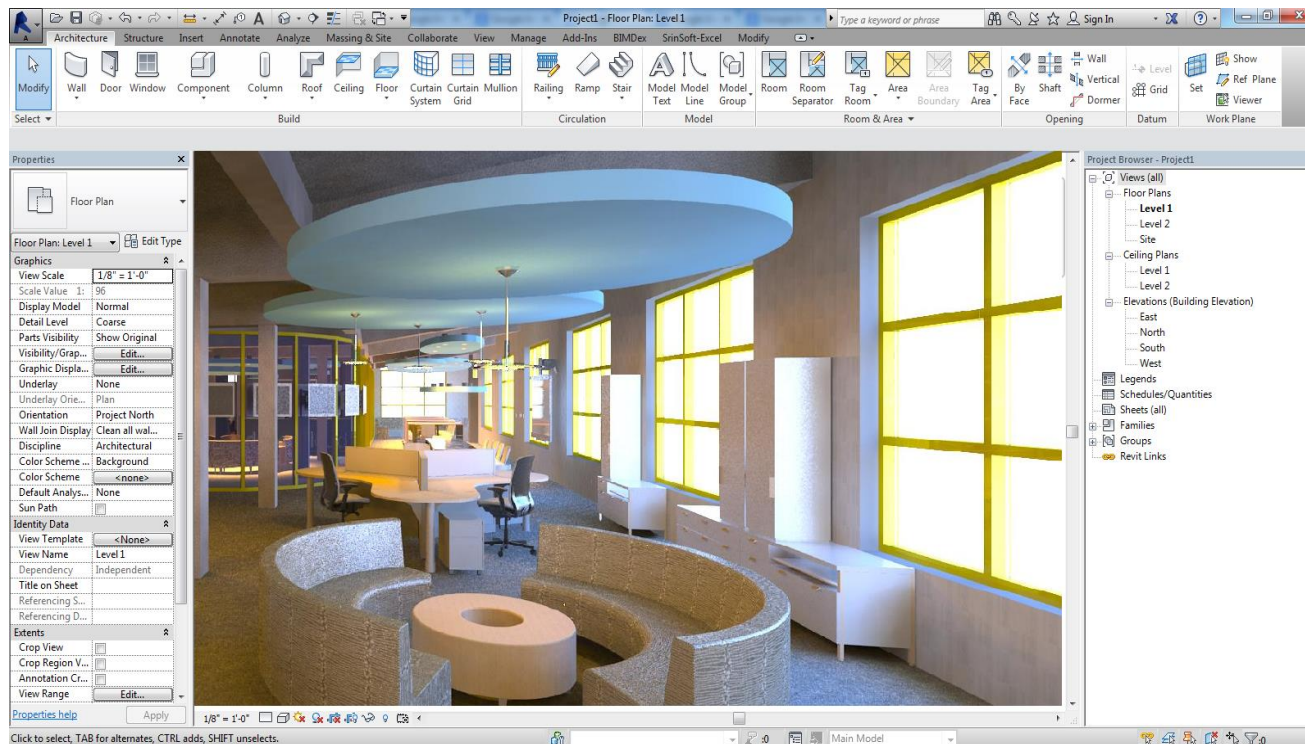 Project1 - Floor Plan: Level 1
Type a keyword or phrase
Sign In
Architecture Structure Insert Annotate Analyze Massing & Site Collaborate View Manage Add-Ins BIMDex SrinSoft-Excel Modify
Modify Wall Door Window Component Column Roof Ceiling Floor Curtain System Curtain Grid Mullion Railing Ramp Stair Model Text Model Line Model Group Room Room Separator Tag Room Area Area Boundary Tag Area By Face Shaft Wall Vertical Dormer Level Grid Set Show Ref Plane Viewer
Select Build Circulation Model Room & Area Opening Datum Work Plane
Properties
Floor Plan
Floor Plan: Level 1 Edit Type
Graphics
View Scale 1/8" = 1'-0"
Scale Value 1: 96
Display Model Normal
Detail Level Coarse
Parts Visibility Show Original
Visibility/Grap... Edit...
Graphic Displa... Edit...
Underlay None
Underlay Orie... Plan
Orientation Project North
Wall Join Display Clean all wal...
Discipline Architectural
Color Scheme ... Background
Color Scheme <none>
Default Analys... None
Sun Path
Identity Data
View Template <None>
View Name Level 1
Dependency Independent
Title on Sheet
Referencing S...
Referencing D...
Extents
Crop View
Crop Region V...
Annotation Cr...
View Range Edit...
Properties help Apply
1/8" = 1'-0"
Project Browser - Project1
Views (all)
Floor Plans
Level 1
Level 2
Site
Ceiling Plans
Level 1
Level 2
Elevations (Building Elevation)
East
North
South
West
Legends
Schedules/Quantities
Sheets (all)
Families
Groups
Revit Links
Click to select, TAB for alternates, CTRL adds, SHIFT unselects.
:0 Main Model :0